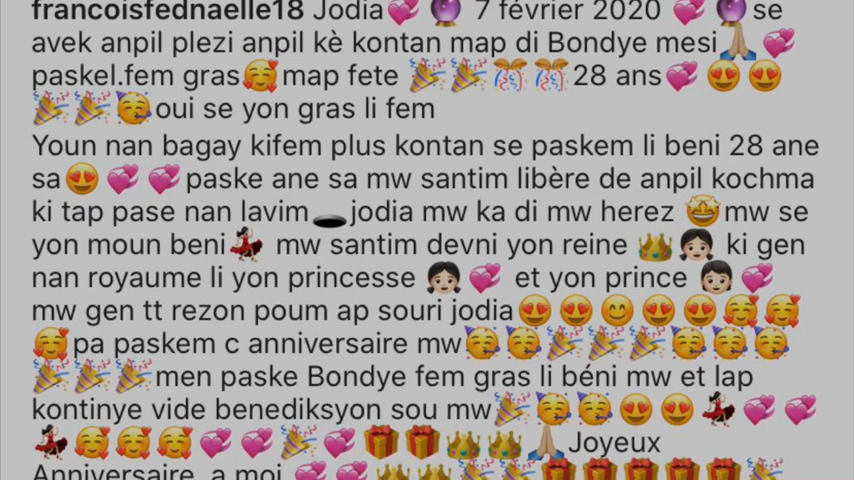 francoisfednaelle18 Jodia💞🔮 7 février 2020 💞🔮se
avek anpil plezi anpil kè kontan map di Bondye mesi🙏🏼💞
paskel.fem gras🥰map fete 🎉🎉🎊🎊28 ans💞😍😍
🎉🎉🥳oui se yon gras li fem
Youn nan bagay kifem plus kontan se paskem li beni 28 ane
sa😍💞💞paske ane sa mw santim libère de anpil kochma
ki tap pase nan lavim🕳️jodia mw ka di mw herez 🤩mw se
yon moun beni💃🏻 mw santim devni yon reine 👑👧🏻 ki gen
nan royaume li yon princesse 👧🏻💞 et yon prince 👦🏻💞
mw gen tt rezon poum ap souri jodia😍😍😊😍😍🥰🥰
🥰pa paskem c anniversaire mw🥳🥳🎉🎉🎉🥳🥳🥳
🎉🎉🎉men paske Bondye fem gras li béni mw et lap
kontinye vide benediksyon sou mw🎉🥳🥳😍😍💃🏻💞💞
💃🏻🥰🥰🥰💞💞🎉💞🎁🎁👑👑🙏🏼Joyeux
Anniversaire a moi 💞💞👑👑🎉🎉🎁🎁🎁🎁🎁🎉